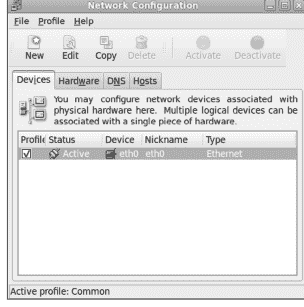 Network Configuration
File Profile Help
New Edit Copy Delete Activate Deactivate
Devices Hardware DNS Hosts
You may configure network devices associated with
physical hardware here. Multiple logical devices can be
associated with a single piece of hardware.
Profile Status Device Nickname Type
Active eth0 eth0 Ethernet
Active profile: Common